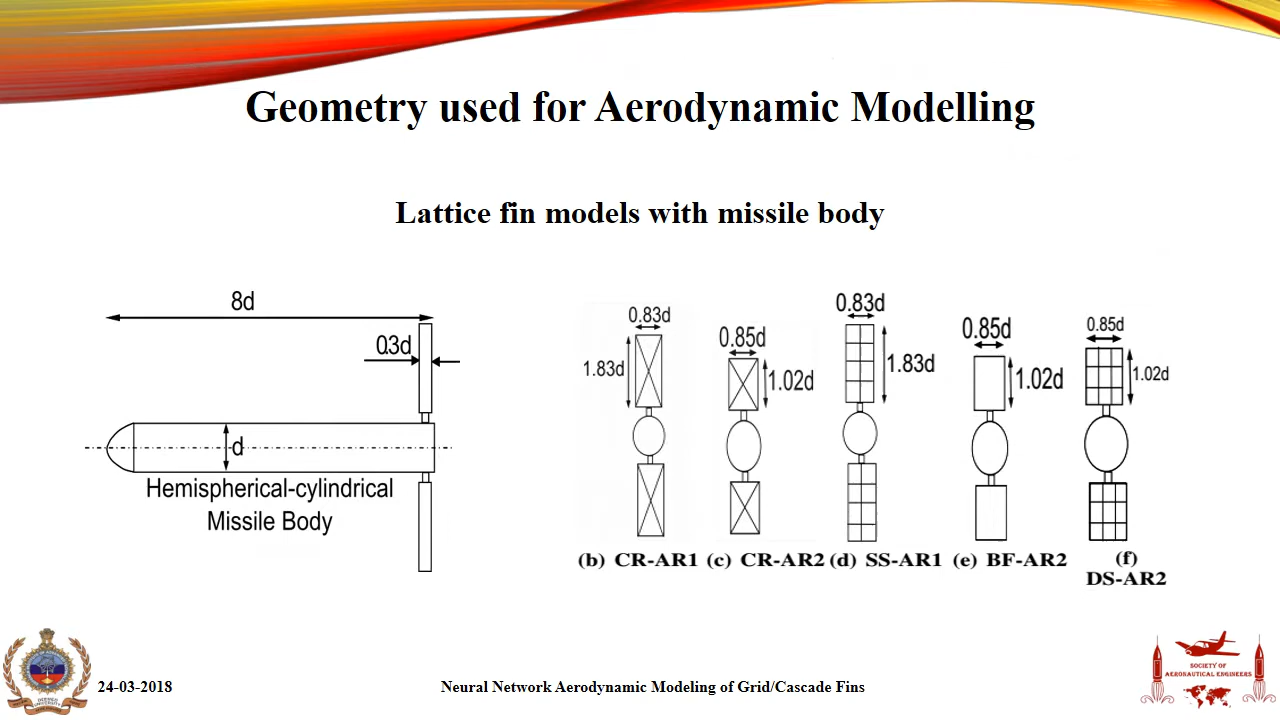 Geometry used for Aerodynamic Modelling
Lattice fin models with missile body
8d
0.3d
d
Hemispherical-cylindrical
Missile Body
0.83d
1.83d
0.85d
1.02d
0.83d
1.83d
0.85d
1.02d
0.85d
1.02d
(b) CR-AR1
(c) CR-AR2
(d) SS-AR1
(e) BF-AR2
(f)
DS-AR2
24-03-2018
Neural Network Aerodynamic Modeling of Grid/Cascade Fins
SOCIETY OF
AERONAUTICAL ENGINEERS